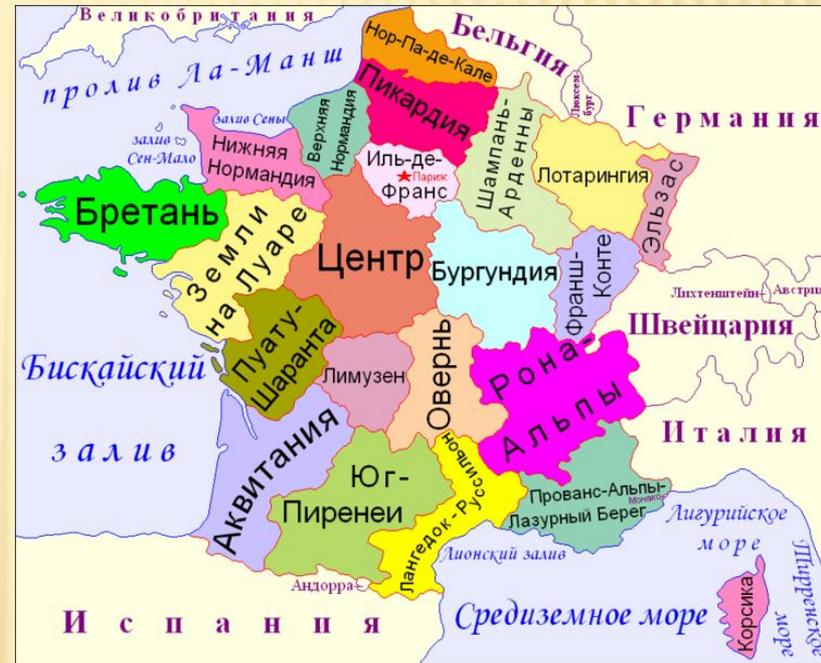 Великобритания
пролив Ла-Манш
Бельгия
Люксем-
бург
Германия
Нор-Па-де-Кале
Пикардия
залив Сены
залив
Сен-Мало
Верхняя
Нормандия
Нижняя
Нормандия
Иль-де-
Париж
Франс
Шампань-
Арденны
Лотарингия
Эльзас
Бретань
Земли
на Луаре
Центр
Бургундия
Франш-
Конте
Лихтенштейн
Австрия
Швейцария
Бискайский
залив
Пуату-
Шаранта
Лимузен
Овернь
Рона-
Альпы
Италия
Аквитания
Юг-
Пиренеи
Лангедок-Руссильон
Прованс-Альпы-
Монако
Лазурный Берег
Лигурийское
море
Лионский залив
Андорра
Испания
Средиземное море
Корсика
Тирренское
море